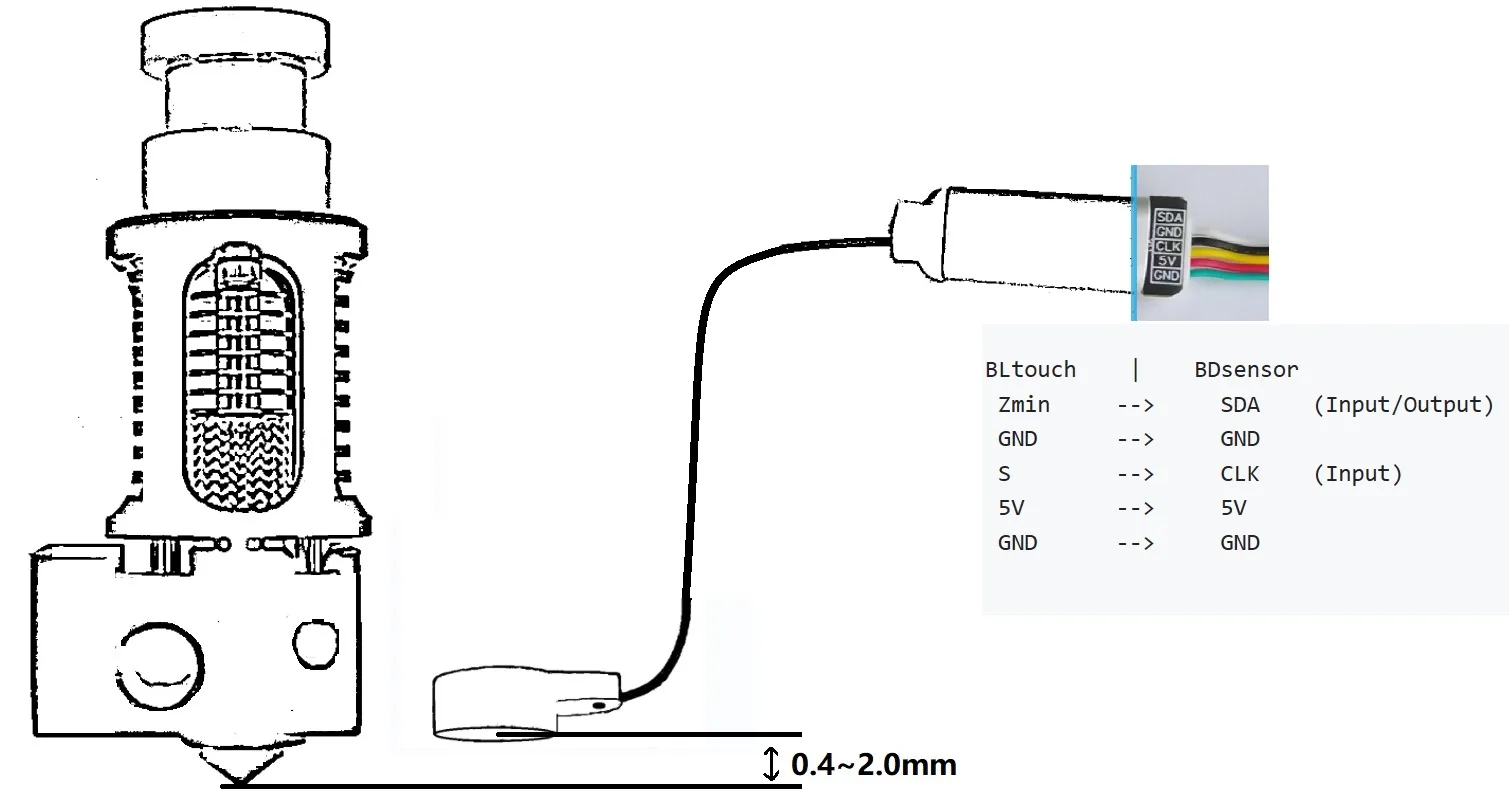 SDA
GND
CLK
5V
GND
BLtouch | BDsensor
Zmin --> SDA (Input/Output)
GND --> GND
S --> CLK (Input)
5V --> 5V
GND --> GND
0.4~2.0mm